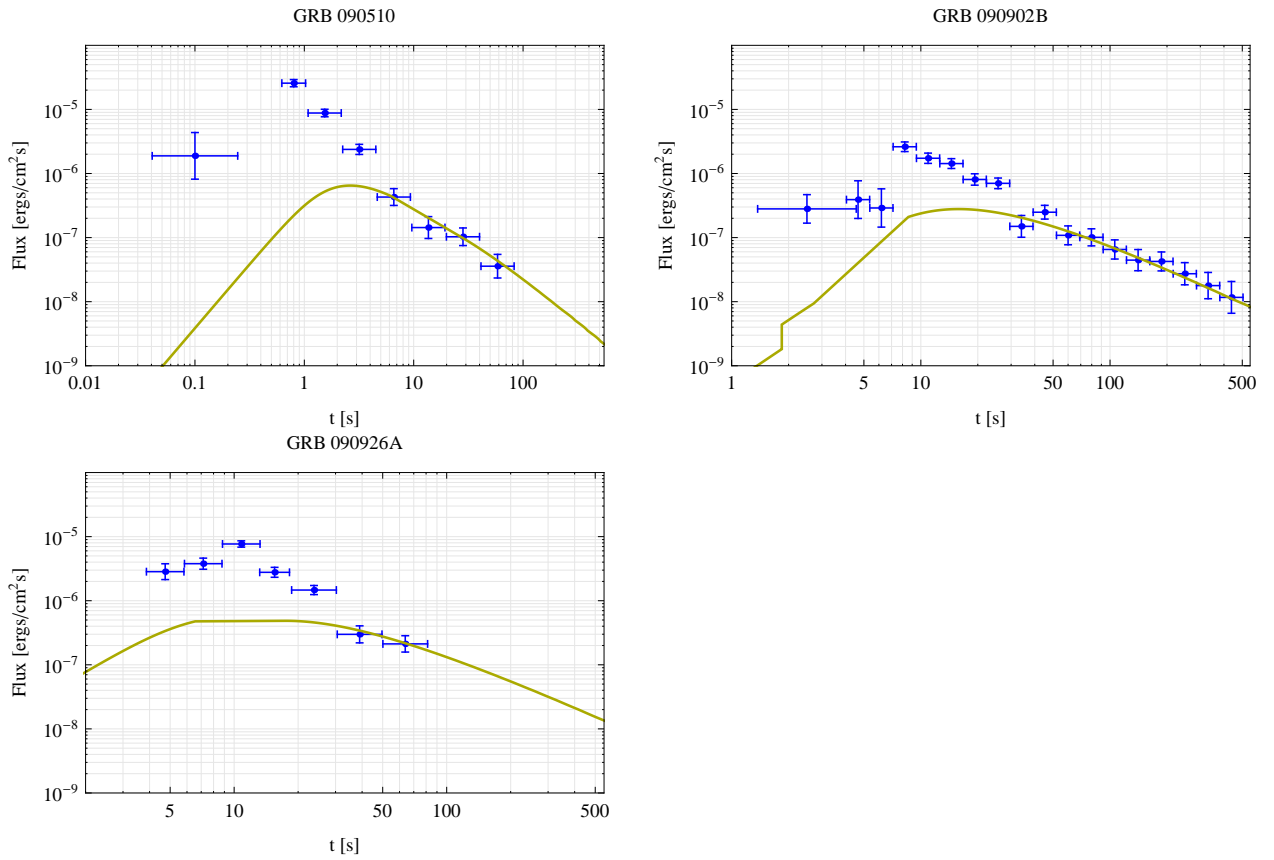 GRB 090510
10⁻⁵
10⁻⁶
10⁻⁷
10⁻⁸
10⁻⁹
Flux [ergs/cm²s]
0.01 0.1 1 10 100
t [s]
GRB 090902B
10⁻⁵
10⁻⁶
10⁻⁷
10⁻⁸
10⁻⁹
Flux [ergs/cm²s]
1 5 10 50 100 500
t [s]
GRB 090926A
10⁻⁵
10⁻⁶
10⁻⁷
10⁻⁸
10⁻⁹
Flux [ergs/cm²s]
5 10 50 100 500
t [s]